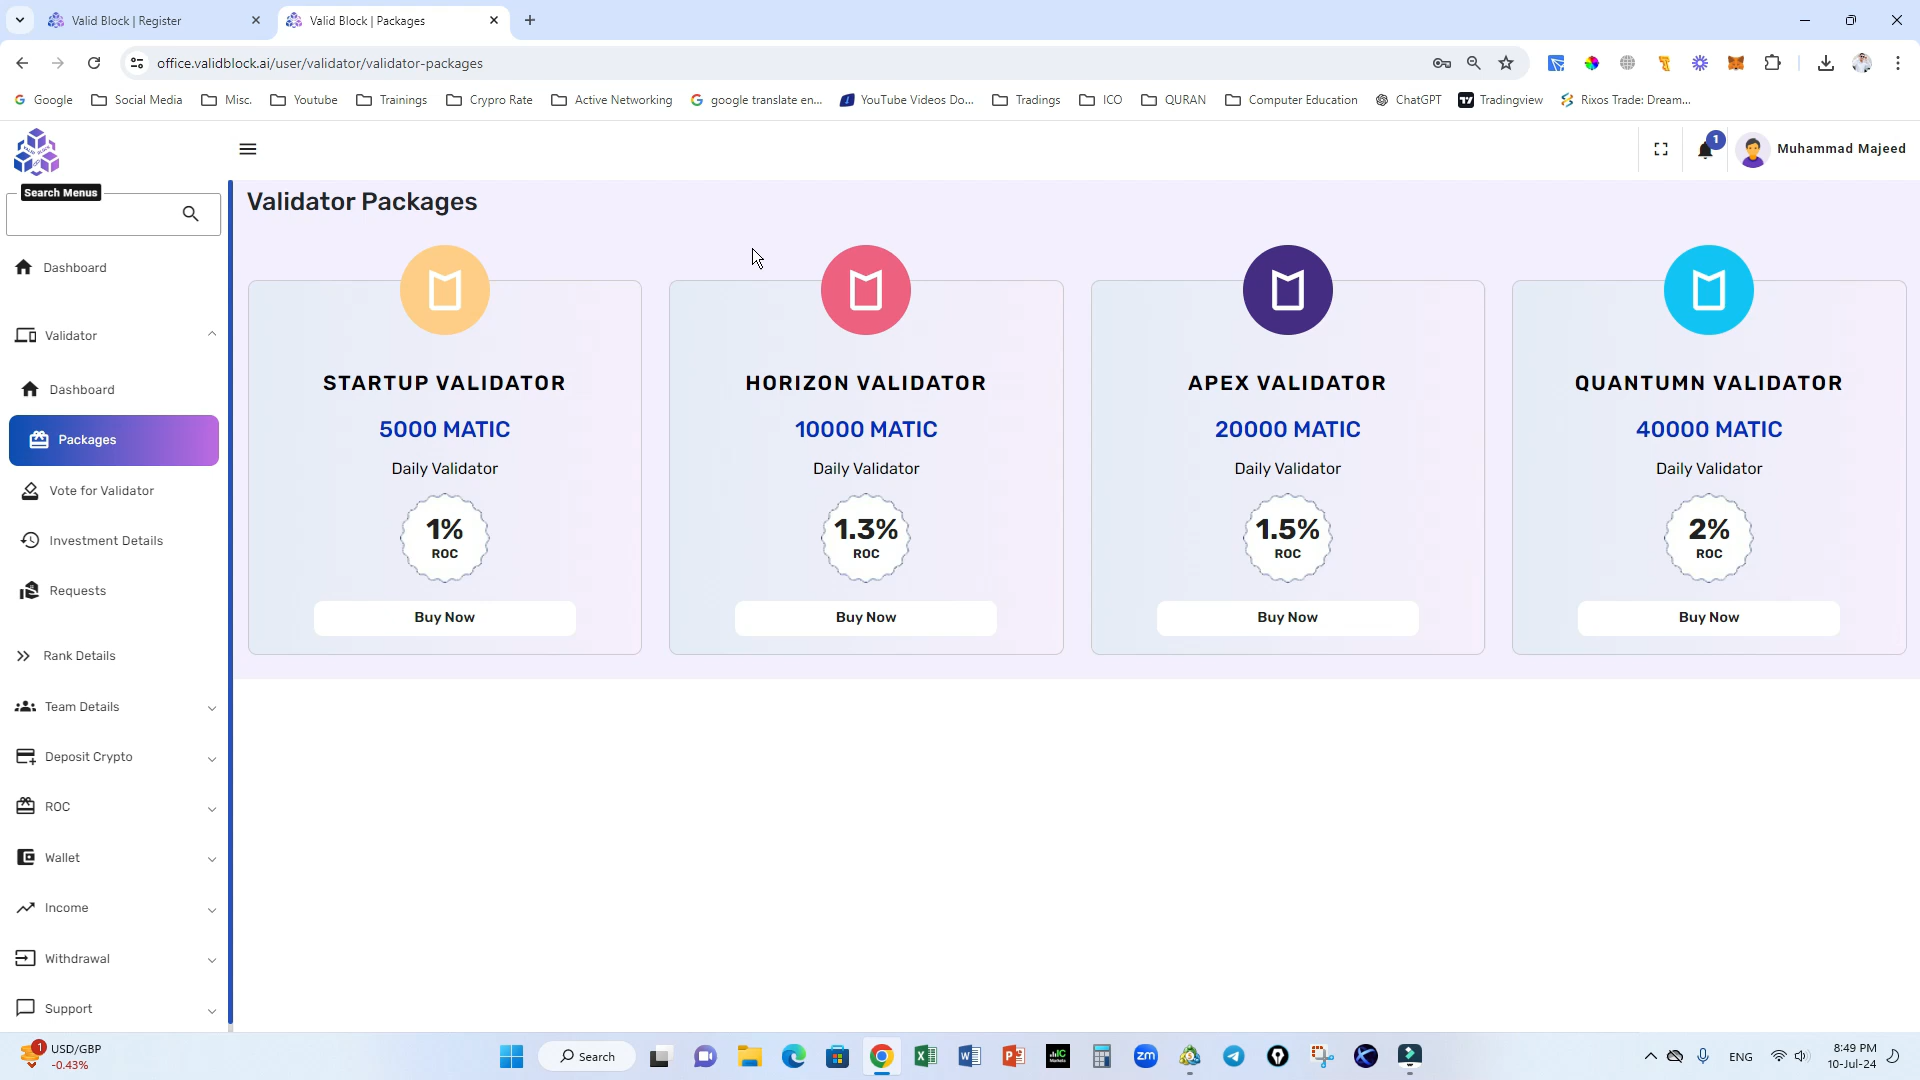 Valid Block | Register
Valid Block | Packages
office.validblock.ai/user/validator/validator-packages
Google
Social Media
Misc.
Youtube
Trainings
Crypro Rate
Active Networking
google translate en...
YouTube Videos Do...
Tradings
ICO
QURAN
Computer Education
ChatGPT
Tradingview
Rixos Trade: Dream...
1
Muhammad Majeed
Search Menus
Dashboard
Validator
Dashboard
Packages
Vote for Validator
Investment Details
Requests
Rank Details
Team Details
Deposit Crypto
ROC
Wallet
Income
Withdrawal
Support
Validator Packages
STARTUP VALIDATOR
5000 MATIC
Daily Validator
1%
ROC
Buy Now
HORIZON VALIDATOR
10000 MATIC
Daily Validator
1.3%
ROC
Buy Now
APEX VALIDATOR
20000 MATIC
Daily Validator
1.5%
ROC
Buy Now
QUANTUMN VALIDATOR
40000 MATIC
Daily Validator
2%
ROC
Buy Now
1
USD/GBP
-0.43%
Search
zm
ENG
8:49 PM
10-Jul-24